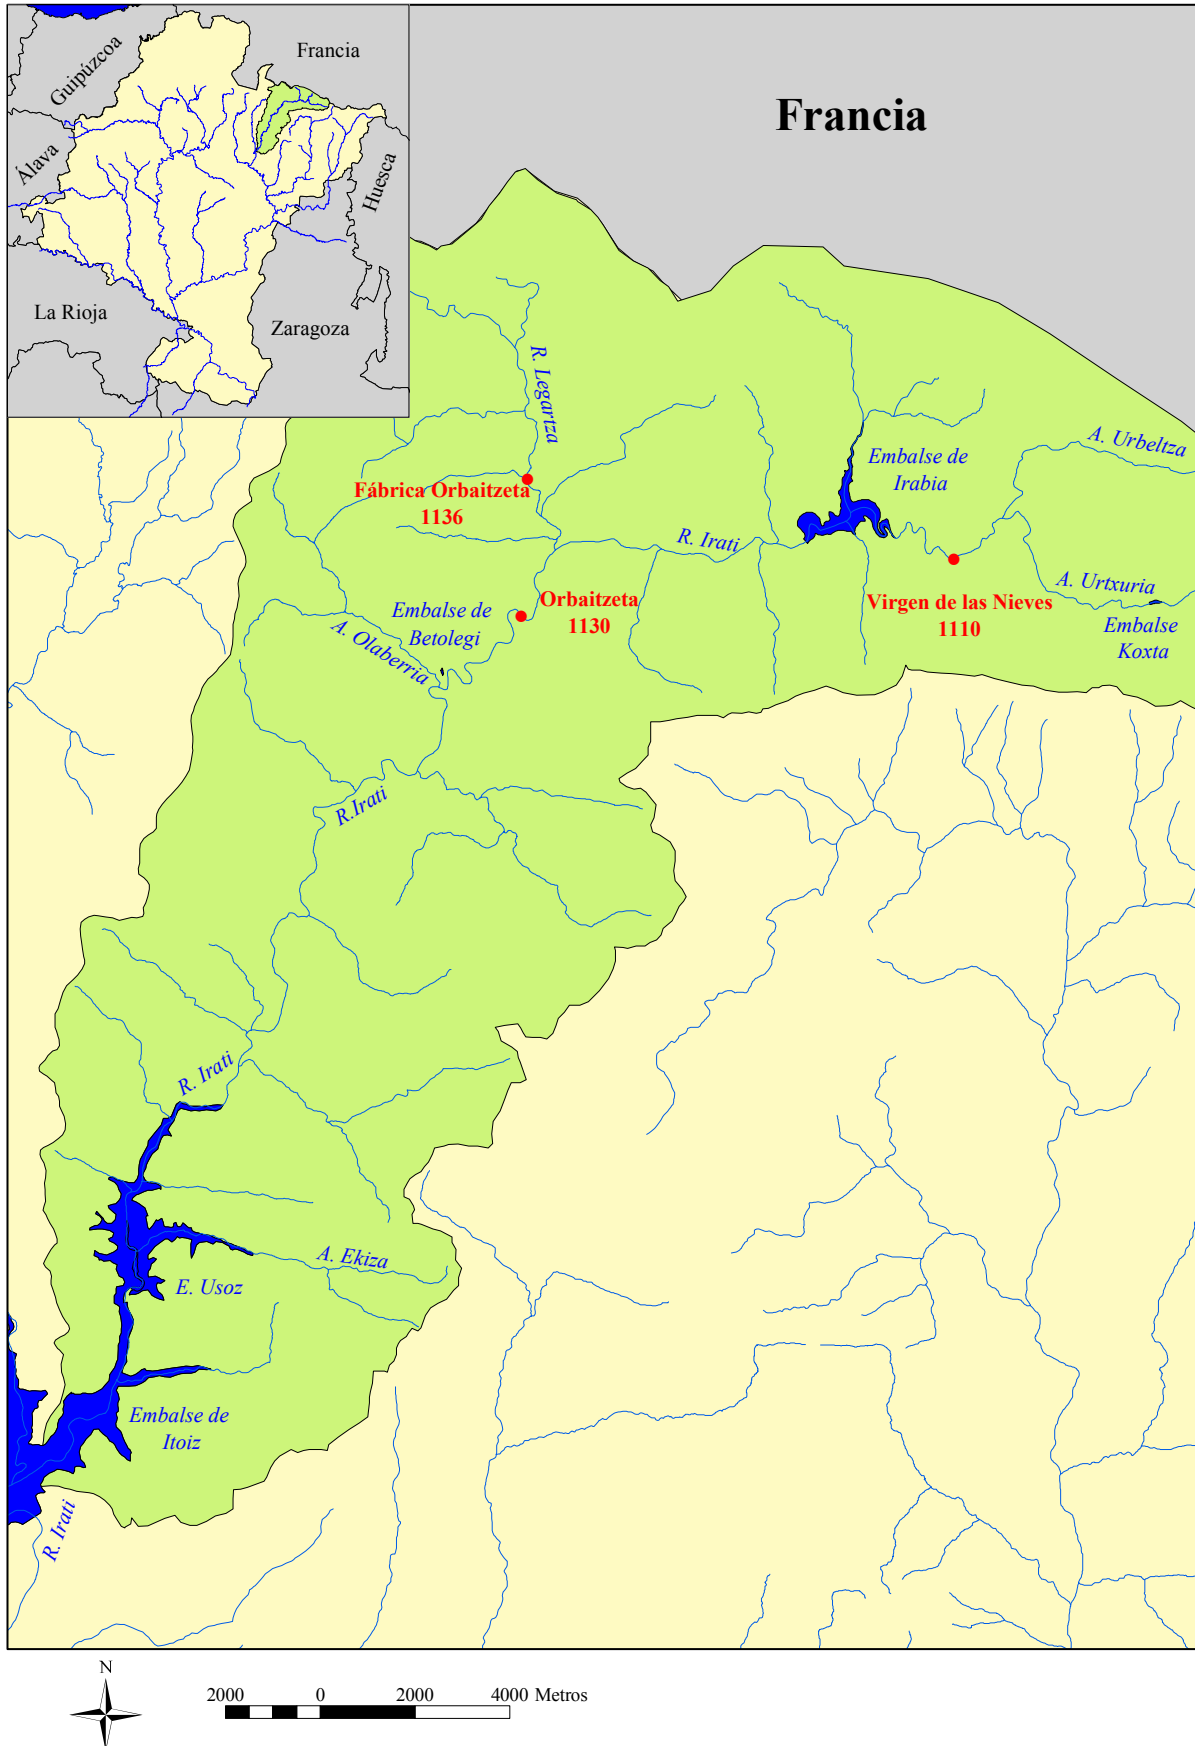 Guipúzcoa
Francia
Álava
Huesca
La Rioja
Zaragoza
Francia
R. Legartza
A. Urbeltza
Embalse de
Irabia
Fábrica Orbaitzeta
1136
R. Irati
A. Urtxuria
Virgen de las Nieves
1110
Embalse
Koxta
Orbaitzeta
1130
Embalse de
Betolegi
A. Olaberria
R.Irati
R. Irati
A. Ekiza
E. Usoz
Embalse de
Itoiz
R. Irati
N
2000 0 2000 4000 Metros